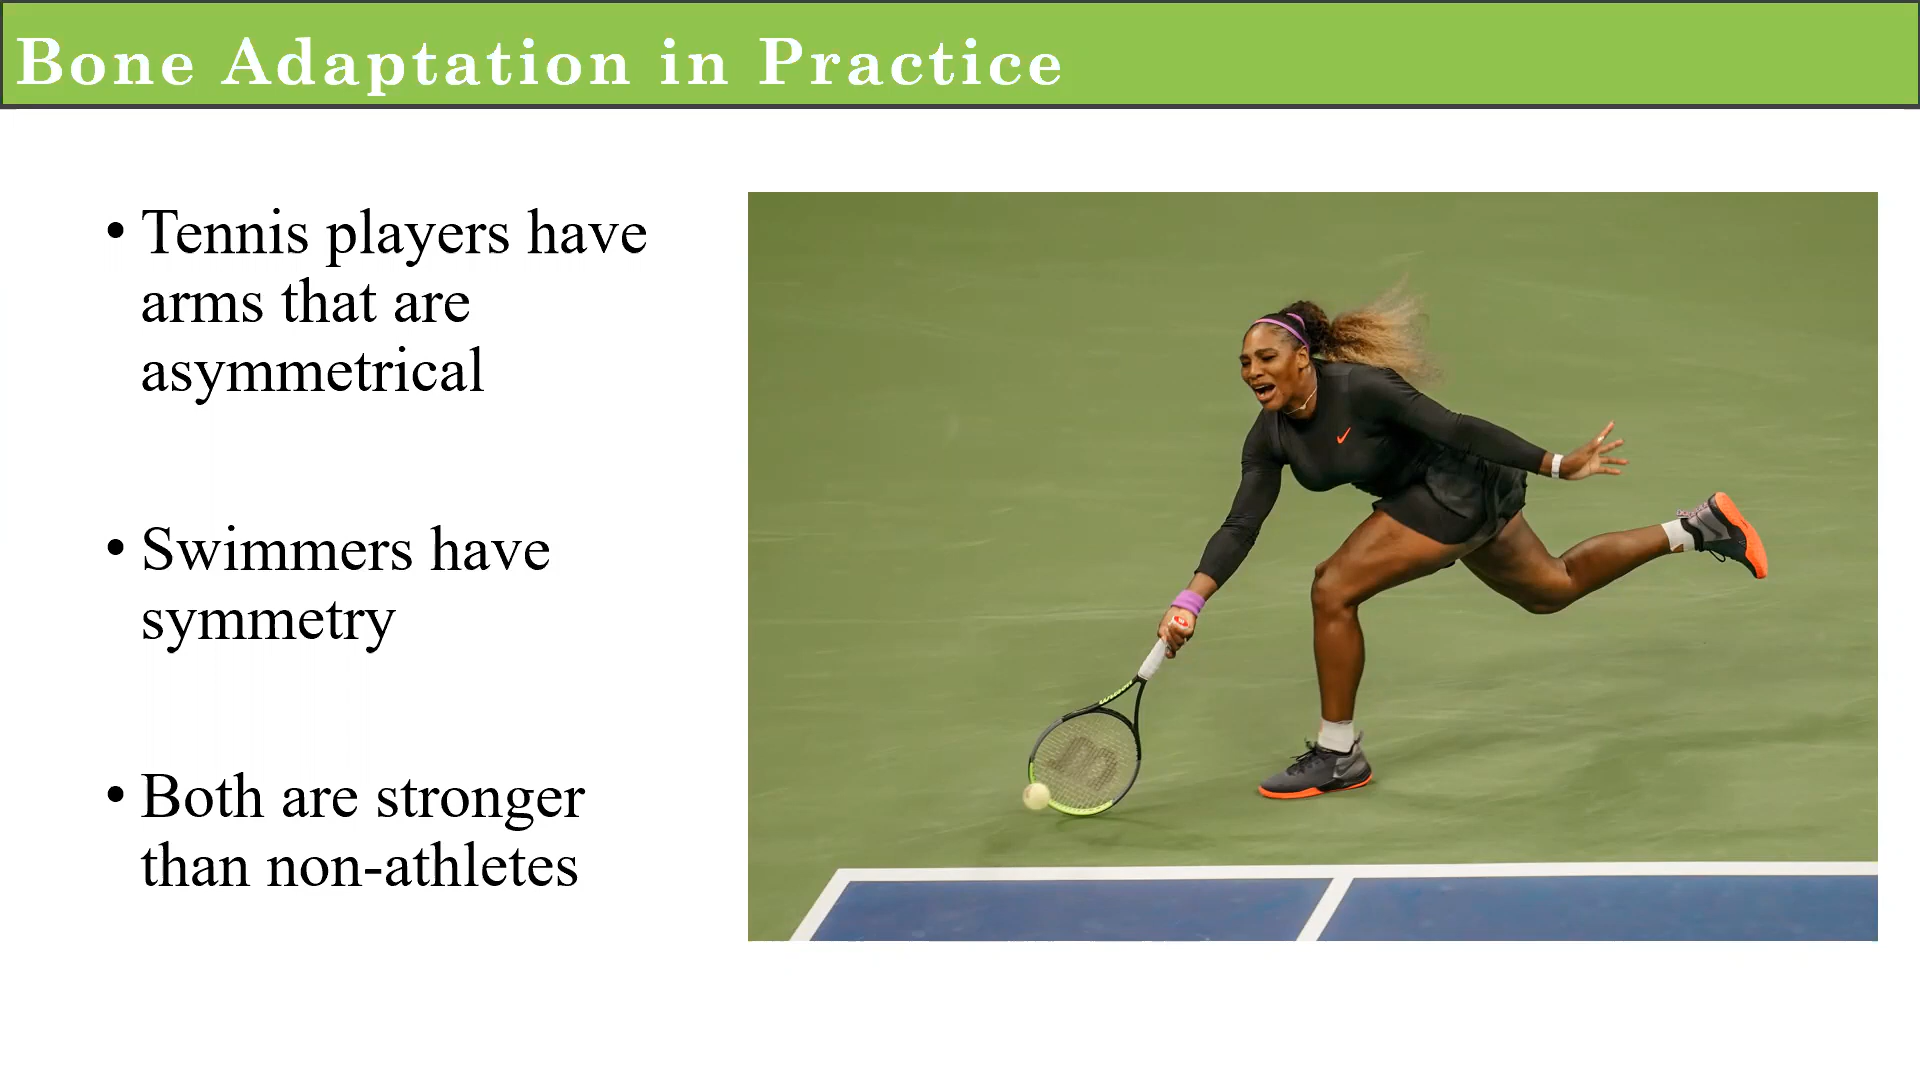 Bone Adaptation in Practice
• Tennis players have
arms that are
asymmetrical
• Swimmers have
symmetry
• Both are stronger
than non-athletes